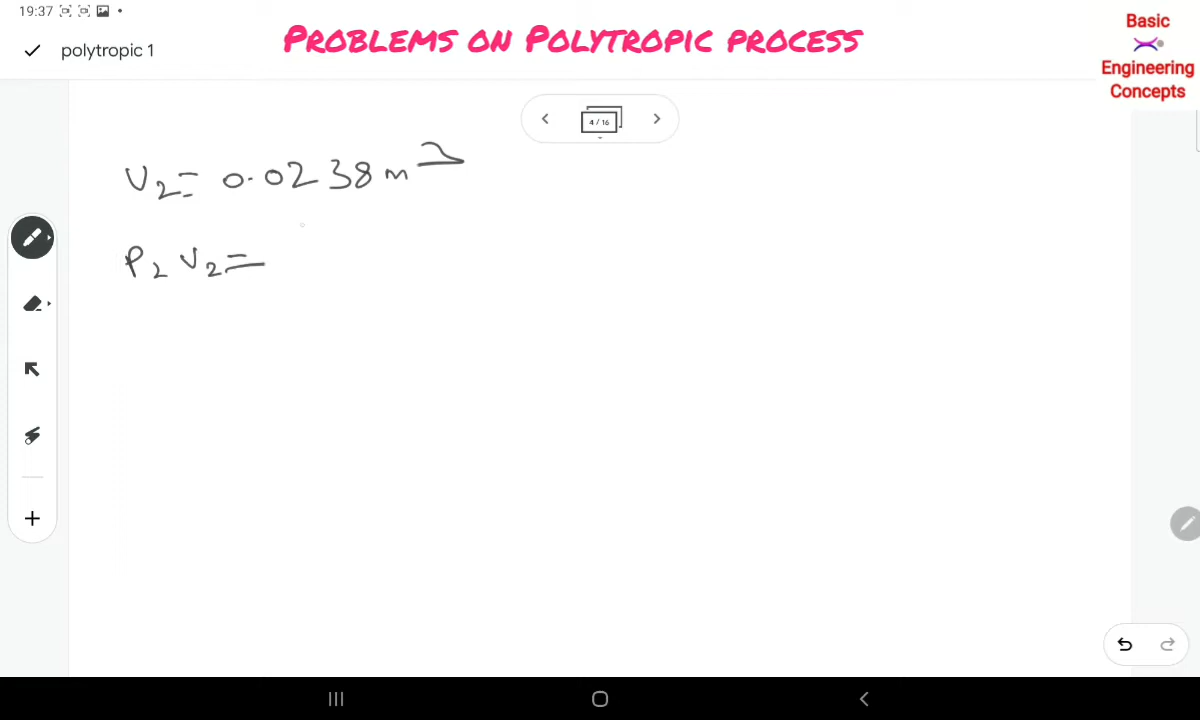 19:37
PROBLEMS ON POLYTROPIC PROCESS
Basic
Engineering
Concepts
polytropic 1
4 / 16
V2 = 0.0238 m3
P2 V2 =